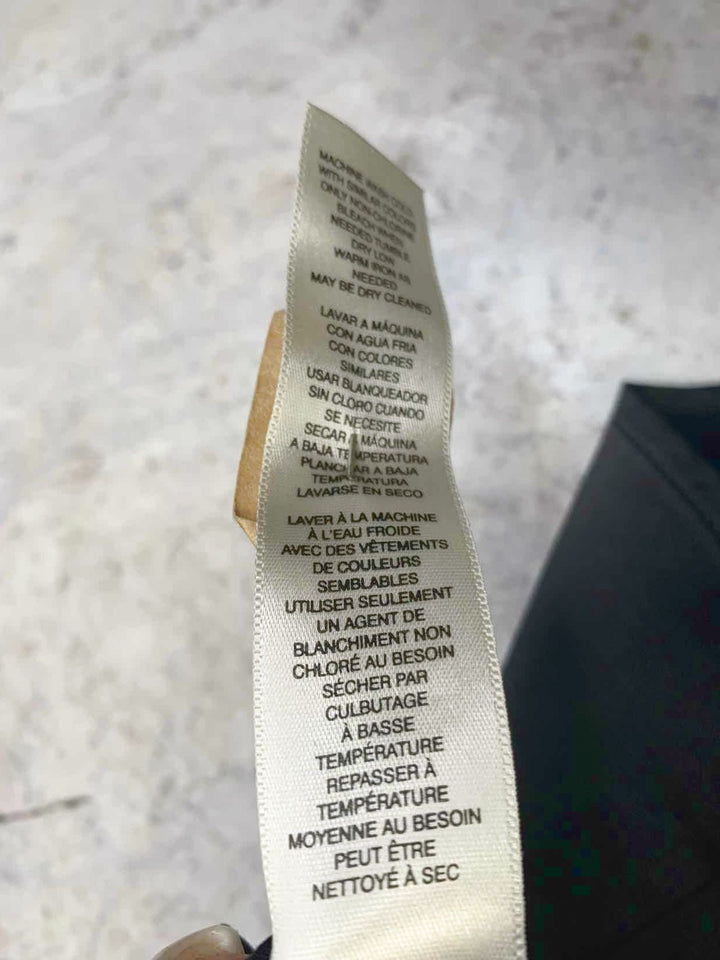 MACHINE WASH COLD
WITH SIMILAR COLORS
ONLY NON-CHLORINE
BLEACH WHEN
NEEDED TUMBLE
DRY LOW
WARM IRON AS
NEEDED
MAY BE DRY CLEANED
LAVAR A MÁQUINA
CON AGUA FRIA
CON COLORES
SIMILARES
USAR BLANQUEADOR
SIN CLORO CUANDO
SE NECESITE
SECAR A MÁQUINA
A BAJA TEMPERATURA
PLANCHAR A BAJA
TEMPERATURA
LAVARSE EN SECO
LAVER À LA MACHINE
À L'EAU FROIDE
AVEC DES VÊTEMENTS
DE COULEURS
SEMBLABLES
UTILISER SEULEMENT
UN AGENT DE
BLANCHIMENT NON
CHLORÉ AU BESOIN
SÉCHER PAR
CULBUTAGE
À BASSE
TEMPÉRATURE
REPASSER À
TEMPÉRATURE
MOYENNE AU BESOIN
PEUT ÊTRE
NETTOYÉ À SEC